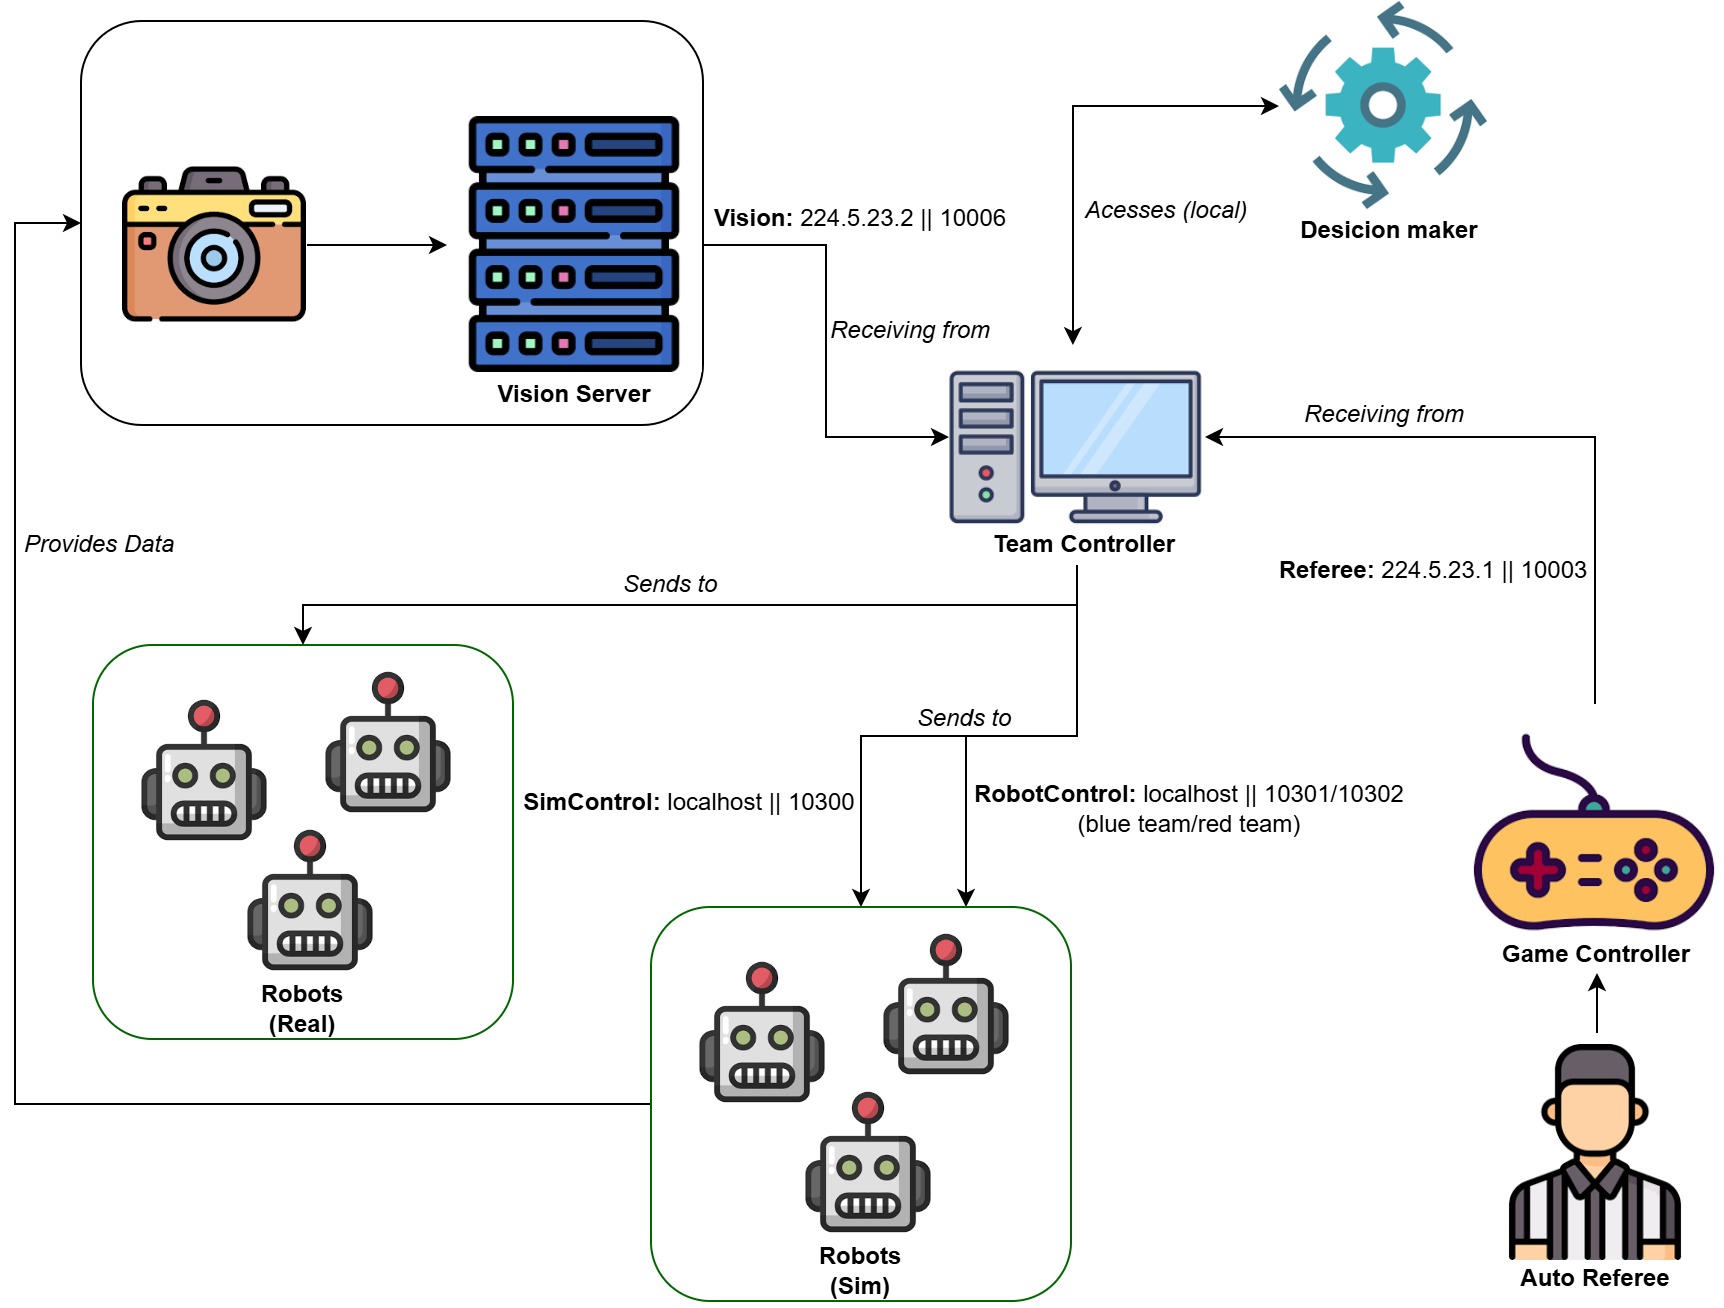 Vision: 224.5.23.2 || 10006
Acesses (local)
Desicion maker
Receiving from
Vision Server
Receiving from
Provides Data
Team Controller
Referee: 224.5.23.1 || 10003
Sends to
Sends to
SimControl: localhost || 10300
RobotControl: localhost || 10301/10302
(blue team/red team)
Game Controller
Robots
(Real)
Robots
(Sim)
Auto Referee